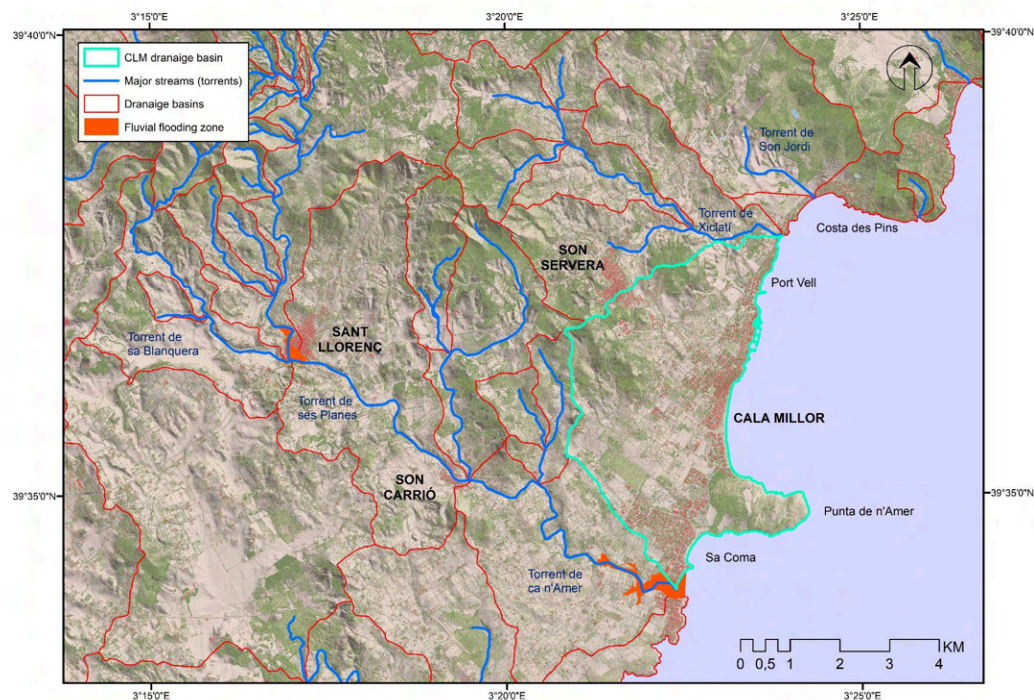 3°15'0"E
3°20'0"E
3°25'0"E
39°40'0"N
39°40'0"N
CLM dranaige basin
Major streams (torrents)
Dranaige basins
Fluvial flooding zone
Torrent de
Son Jordi
Torrent de
Xiclatí
Costa des Pins
SON
SERVERA
Port Vell
SANT
LLORENÇ
Torrent de
sa Blanquera
Torrent de
ses Planes
CALA MILLOR
SON
CARRIÓ
39°35'0"N
39°35'0"N
Punta de n'Amer
Sa Coma
Torrent de
ca n'Amer
KM
0 0,5 1 2 3 4
3°15'0"E
3°20'0"E
3°25'0"E